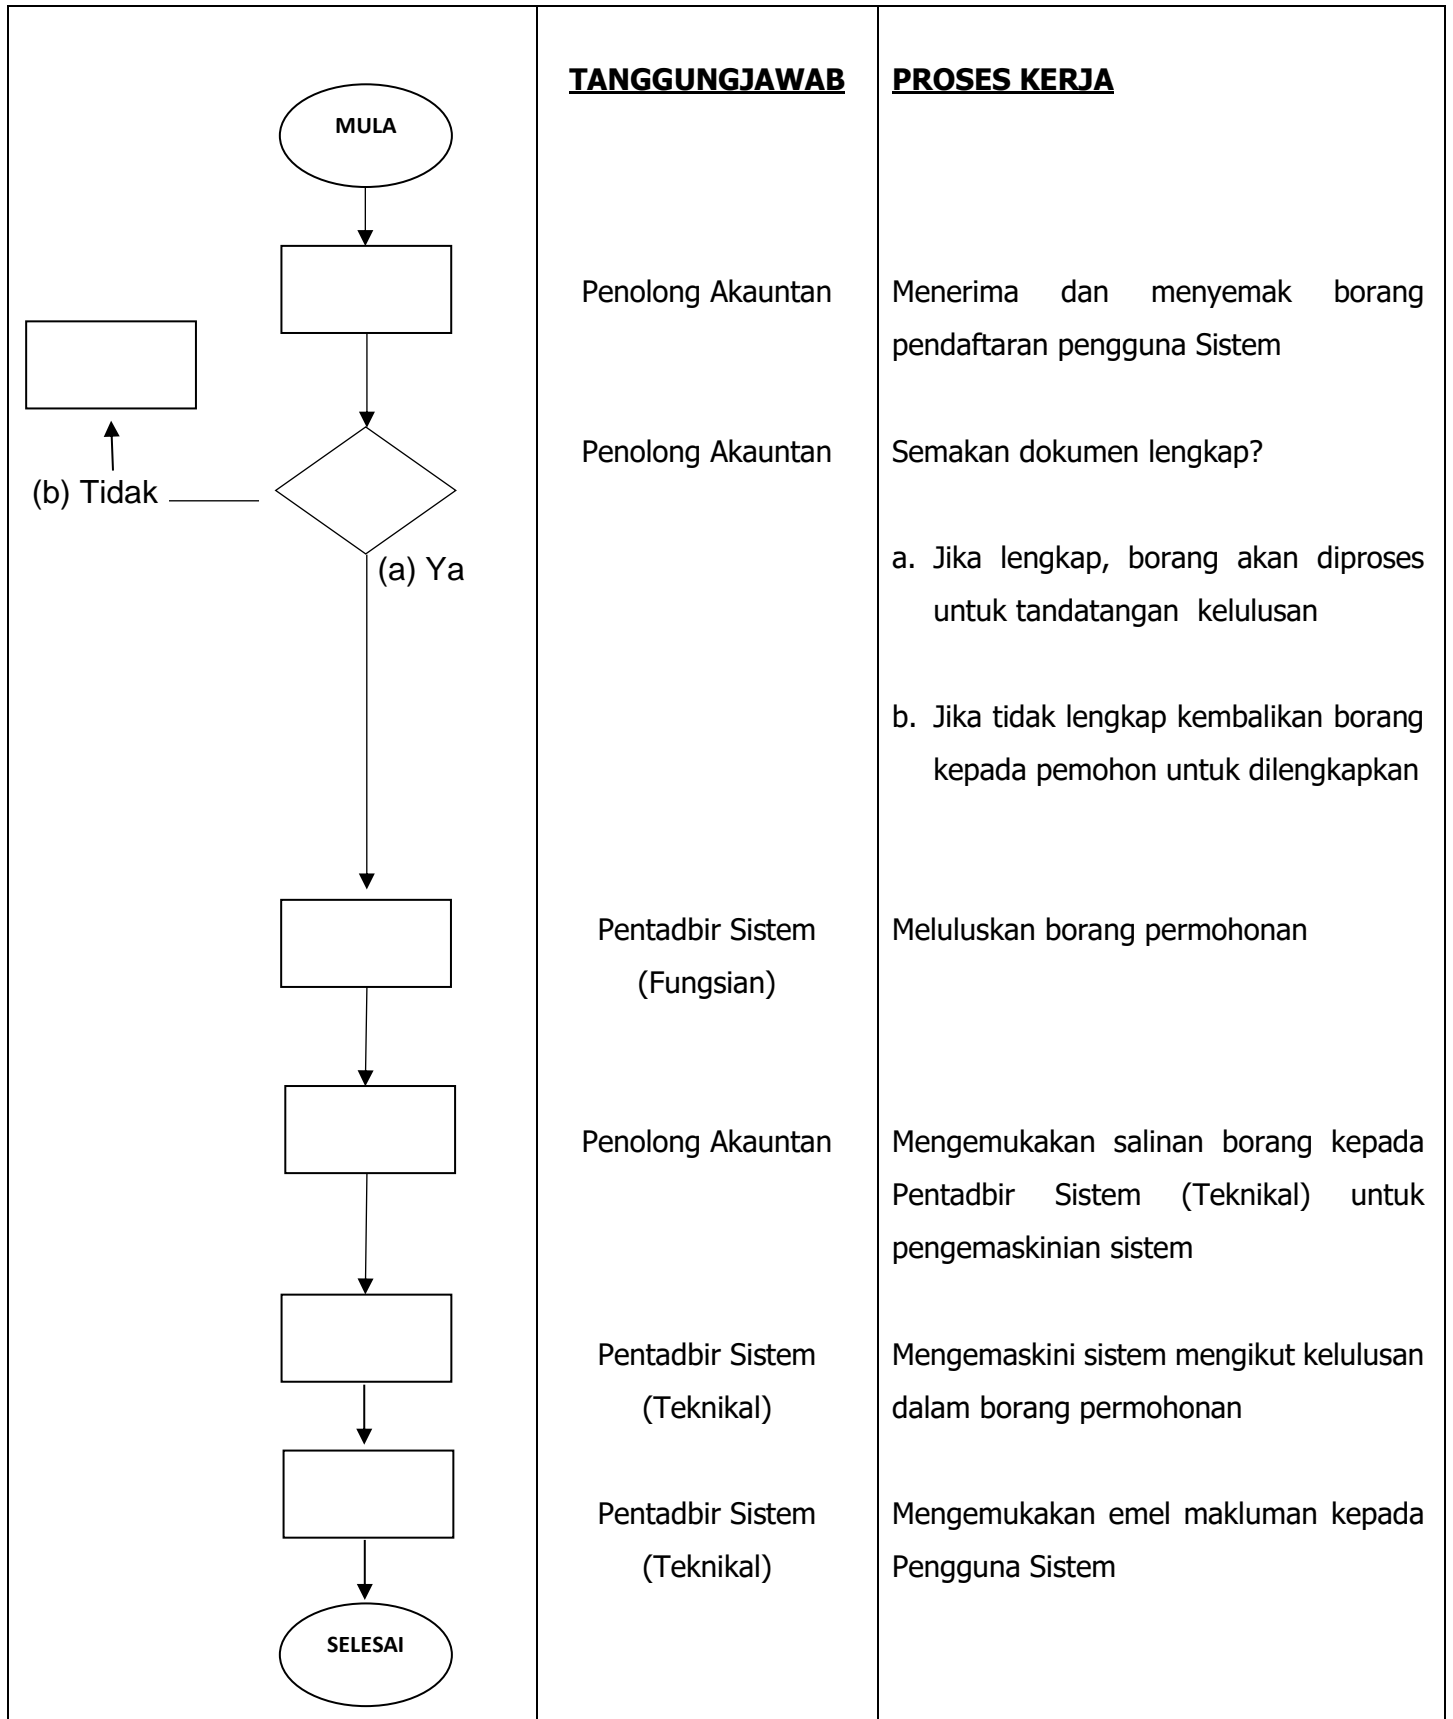 TANGGUNGJAWAB
PROSES KERJA
MULA
Penolong Akauntan
Menerima dan menyemak borang
pendaftaran pengguna Sistem
Penolong Akauntan
Semakan dokumen lengkap?
(b) Tidak
(a) Ya
a. Jika lengkap, borang akan diproses
untuk tandatangan kelulusan
b. Jika tidak lengkap kembalikan borang
kepada pemohon untuk dilengkapkan
Pentadbir Sistem
(Fungsian)
Meluluskan borang permohonan
Penolong Akauntan
Mengemukakan salinan borang kepada
Pentadbir Sistem (Teknikal) untuk
pengemaskinian sistem
Pentadbir Sistem
(Teknikal)
Mengemaskini sistem mengikut kelulusan
dalam borang permohonan
Pentadbir Sistem
(Teknikal)
Mengemukakan emel makluman kepada
Pengguna Sistem
SELESAI